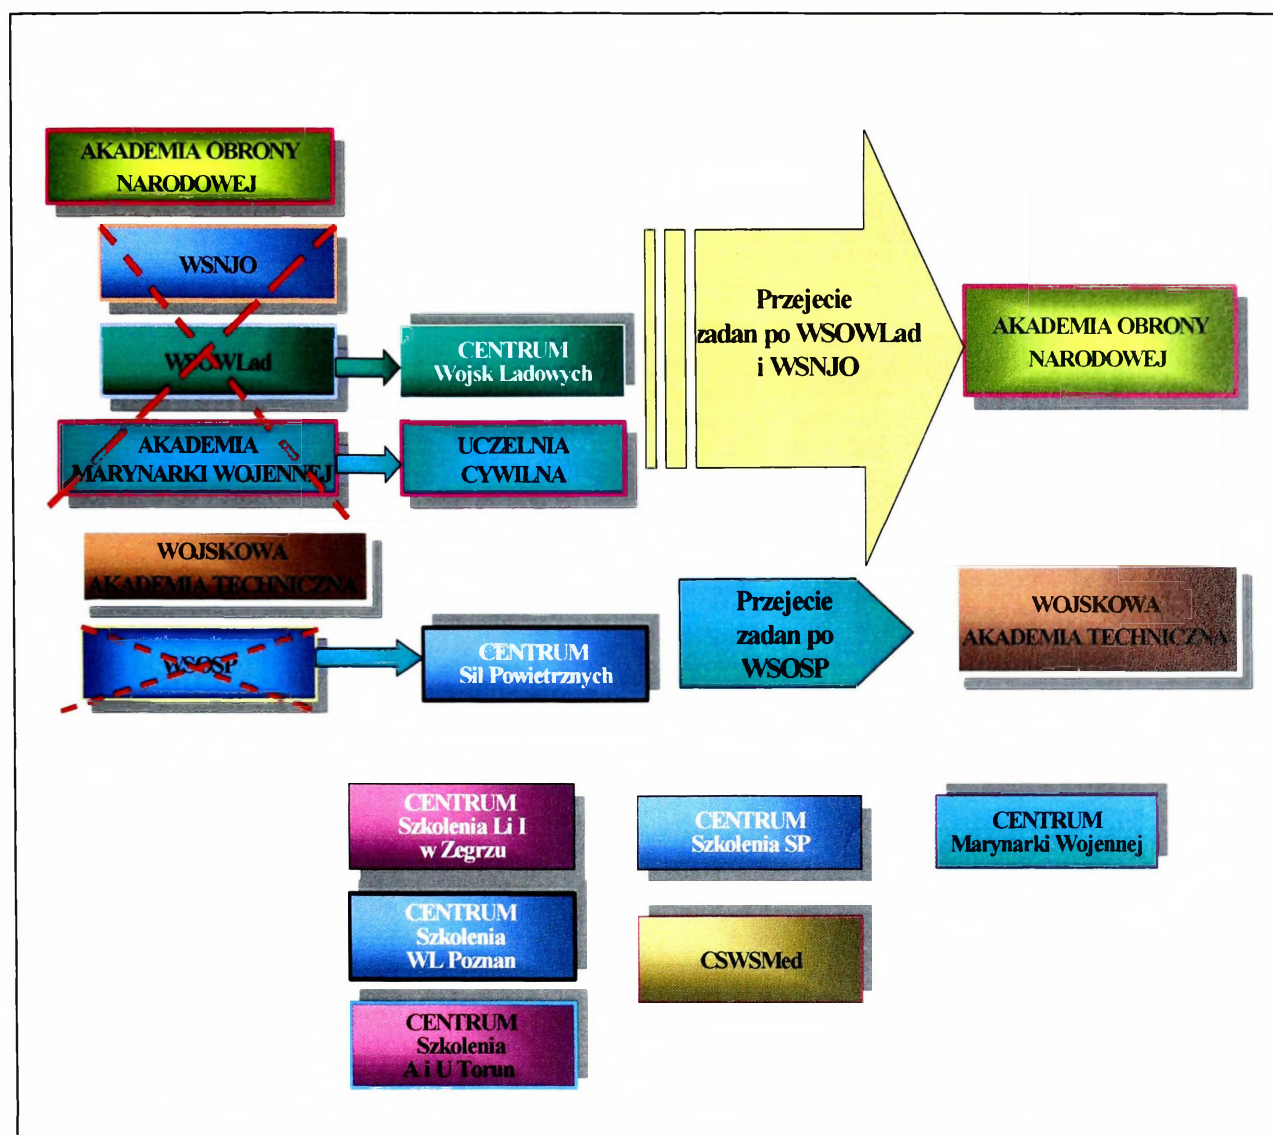 AKADEMIA OBRONY
NARODOWEJ
WSNJO
WSOWLad
CENTRUM
Wojsk Ladowych
AKADEMIA
MARYNARKI WOJENNEJ
UCZELNIA
CYWILNA
Przejecie
zadan po WSOWLad
i WSNJO
AKADEMIA OBRONY
NARODOWEJ
WOJSKOWA
AKADEMIA TECHNICZNA
WSOSP
CENTRUM
Sil Powietrznych
Przejecie
zadan po
WSOSP
WOJSKOWA
AKADEMIA TECHNICZNA
CENTRUM
Szkolenia Li I
w Zegrzu
CENTRUM
Szkolenia SP
CENTRUM
Marynarki Wojennej
CENTRUM
Szkolenia
WL Poznan
CSWSMed
CENTRUM
Szkolenia
A i U Torun